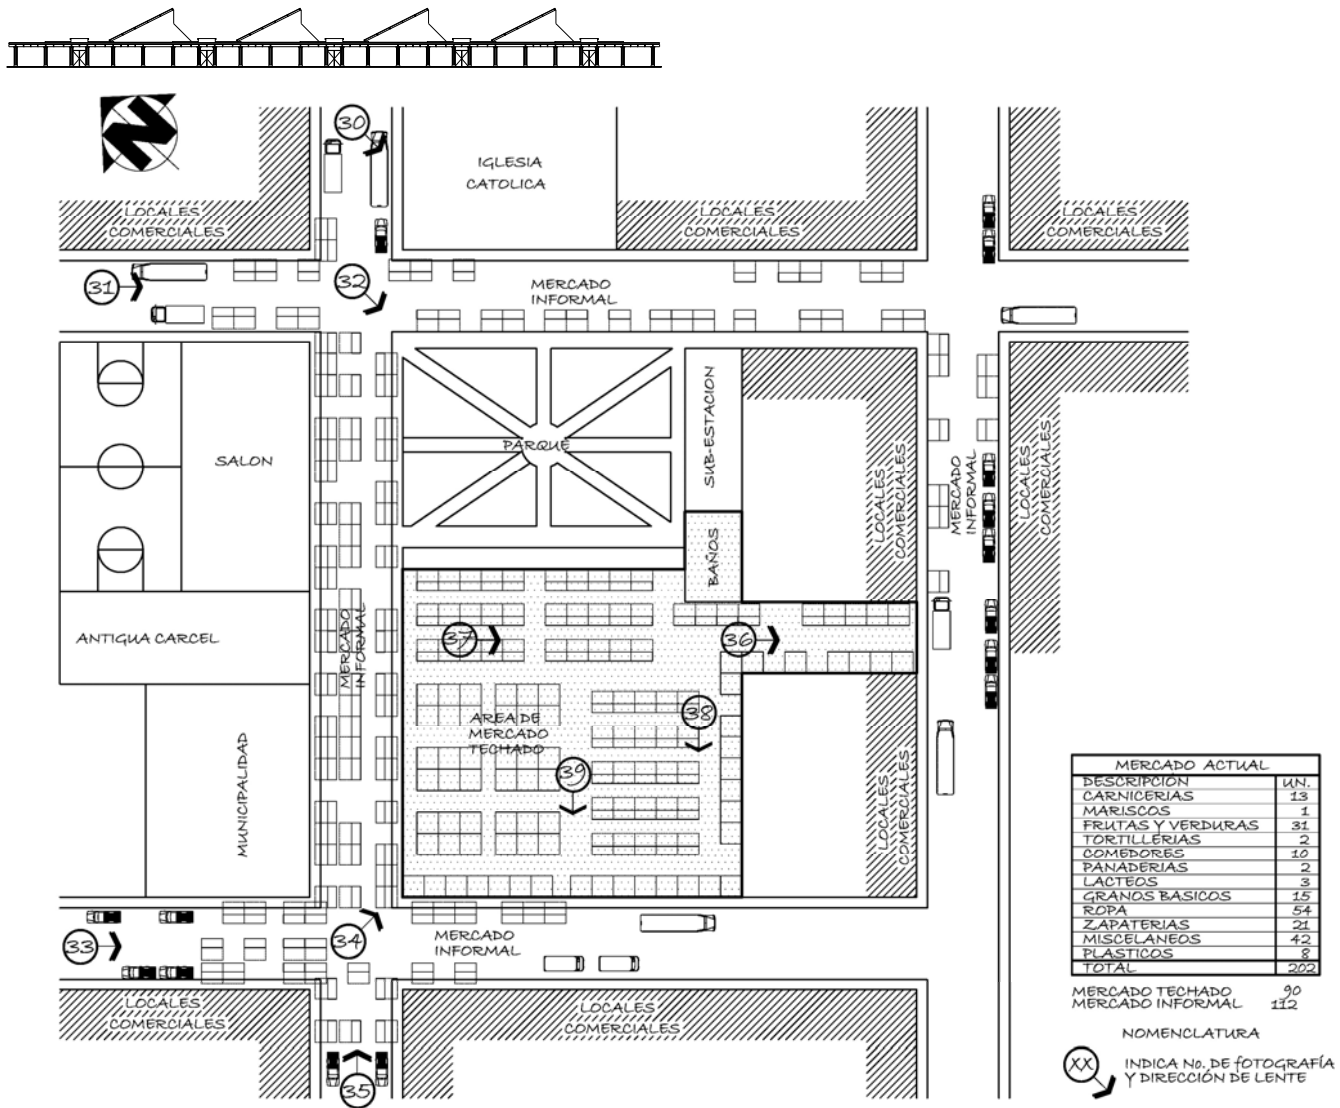 N
30
IGLESIA
CATOLICA
LOCALES
COMERCIALES
LOCALES
COMERCIALES
LOCALES
COMERCIALES
31
32
MERCADO
INFORMAL
SALON
PARQUE
SUB-ESTACION
LOCALES
COMERCIALES
MERCADO
INFORMAL
LOCALES
COMERCIALES
BAÑOS
ANTIGUA CARCEL
MERCADO
INFORMAL
37
36
38
AREA DE
MERCADO
TECHADO
39
MUNICIPALIDAD
LOCALES
COMERCIALES
33
34
MERCADO
INFORMAL
LOCALES
COMERCIALES
LOCALES
COMERCIALES
35
MERCADO ACTUAL
DESCRIPCIÓN UN.
CARNICERIAS 13
MARISCOS 1
FRUTAS Y VERDURAS 31
TORTILLERIAS 2
COMEDORES 10
PANADERIAS 2
LACTEOS 3
GRANOS BASICOS 15
ROPA 54
ZAPATERIAS 21
MISCELANEOS 42
PLASTICOS 8
TOTAL 202
MERCADO TECHADO 90
MERCADO INFORMAL 112
NOMENCLATURA
XX INDICA No. DE fOTOGRAFÍA
Y DIRECCIÓN DE LENTE